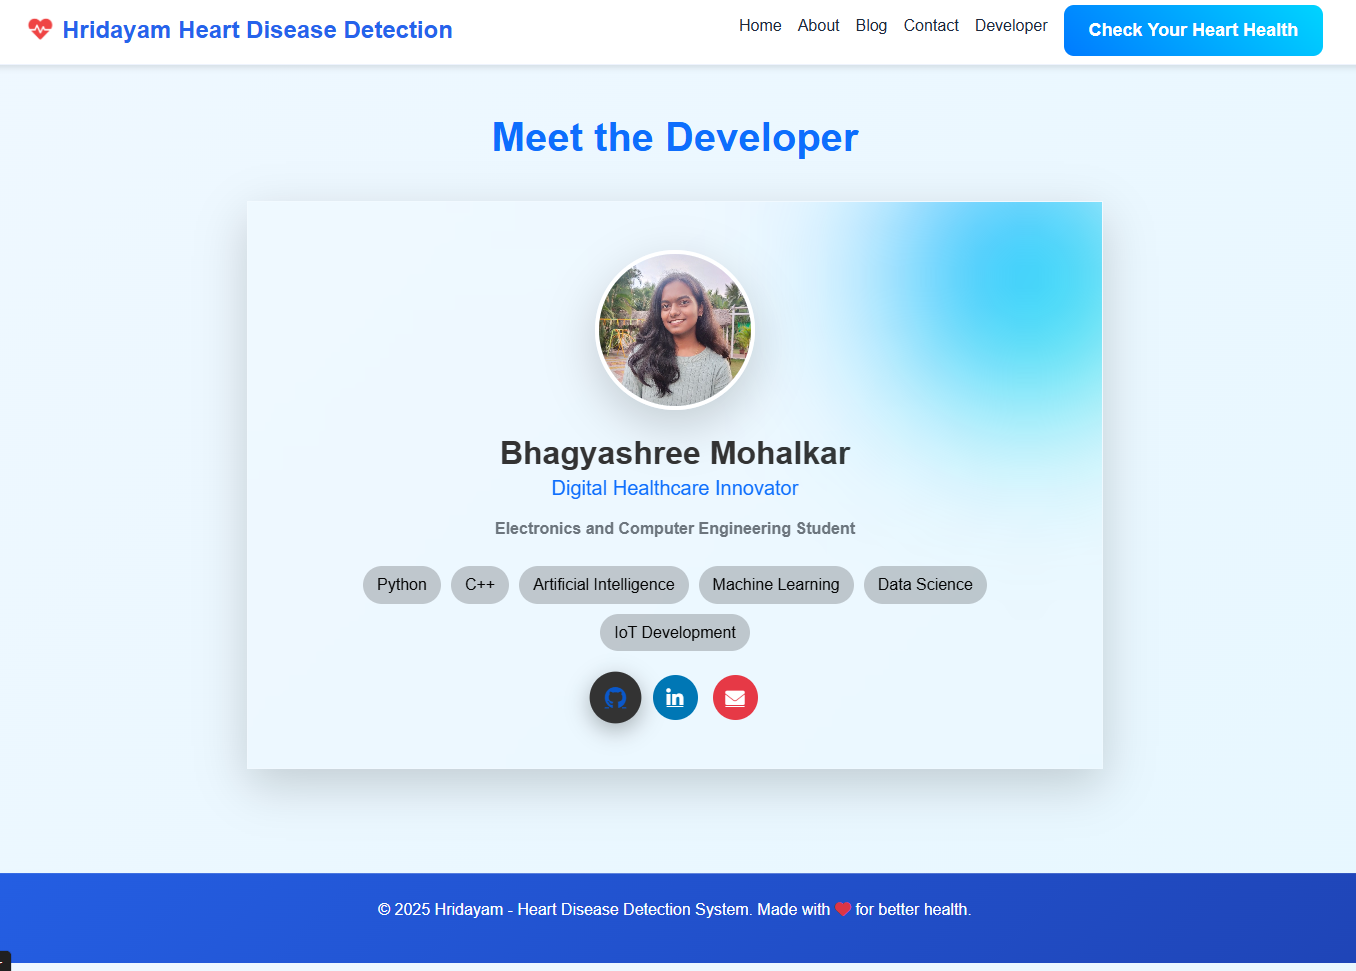 Hridayam Heart Disease Detection
Home About Blog Contact Developer Check Your Heart Health
Meet the Developer
Bhagyashree Mohalkar
Digital Healthcare Innovator
Electronics and Computer Engineering Student
Python C++ Artificial Intelligence Machine Learning Data Science
IoT Development
in
© 2025 Hridayam - Heart Disease Detection System. Made with ❤️ for better health.